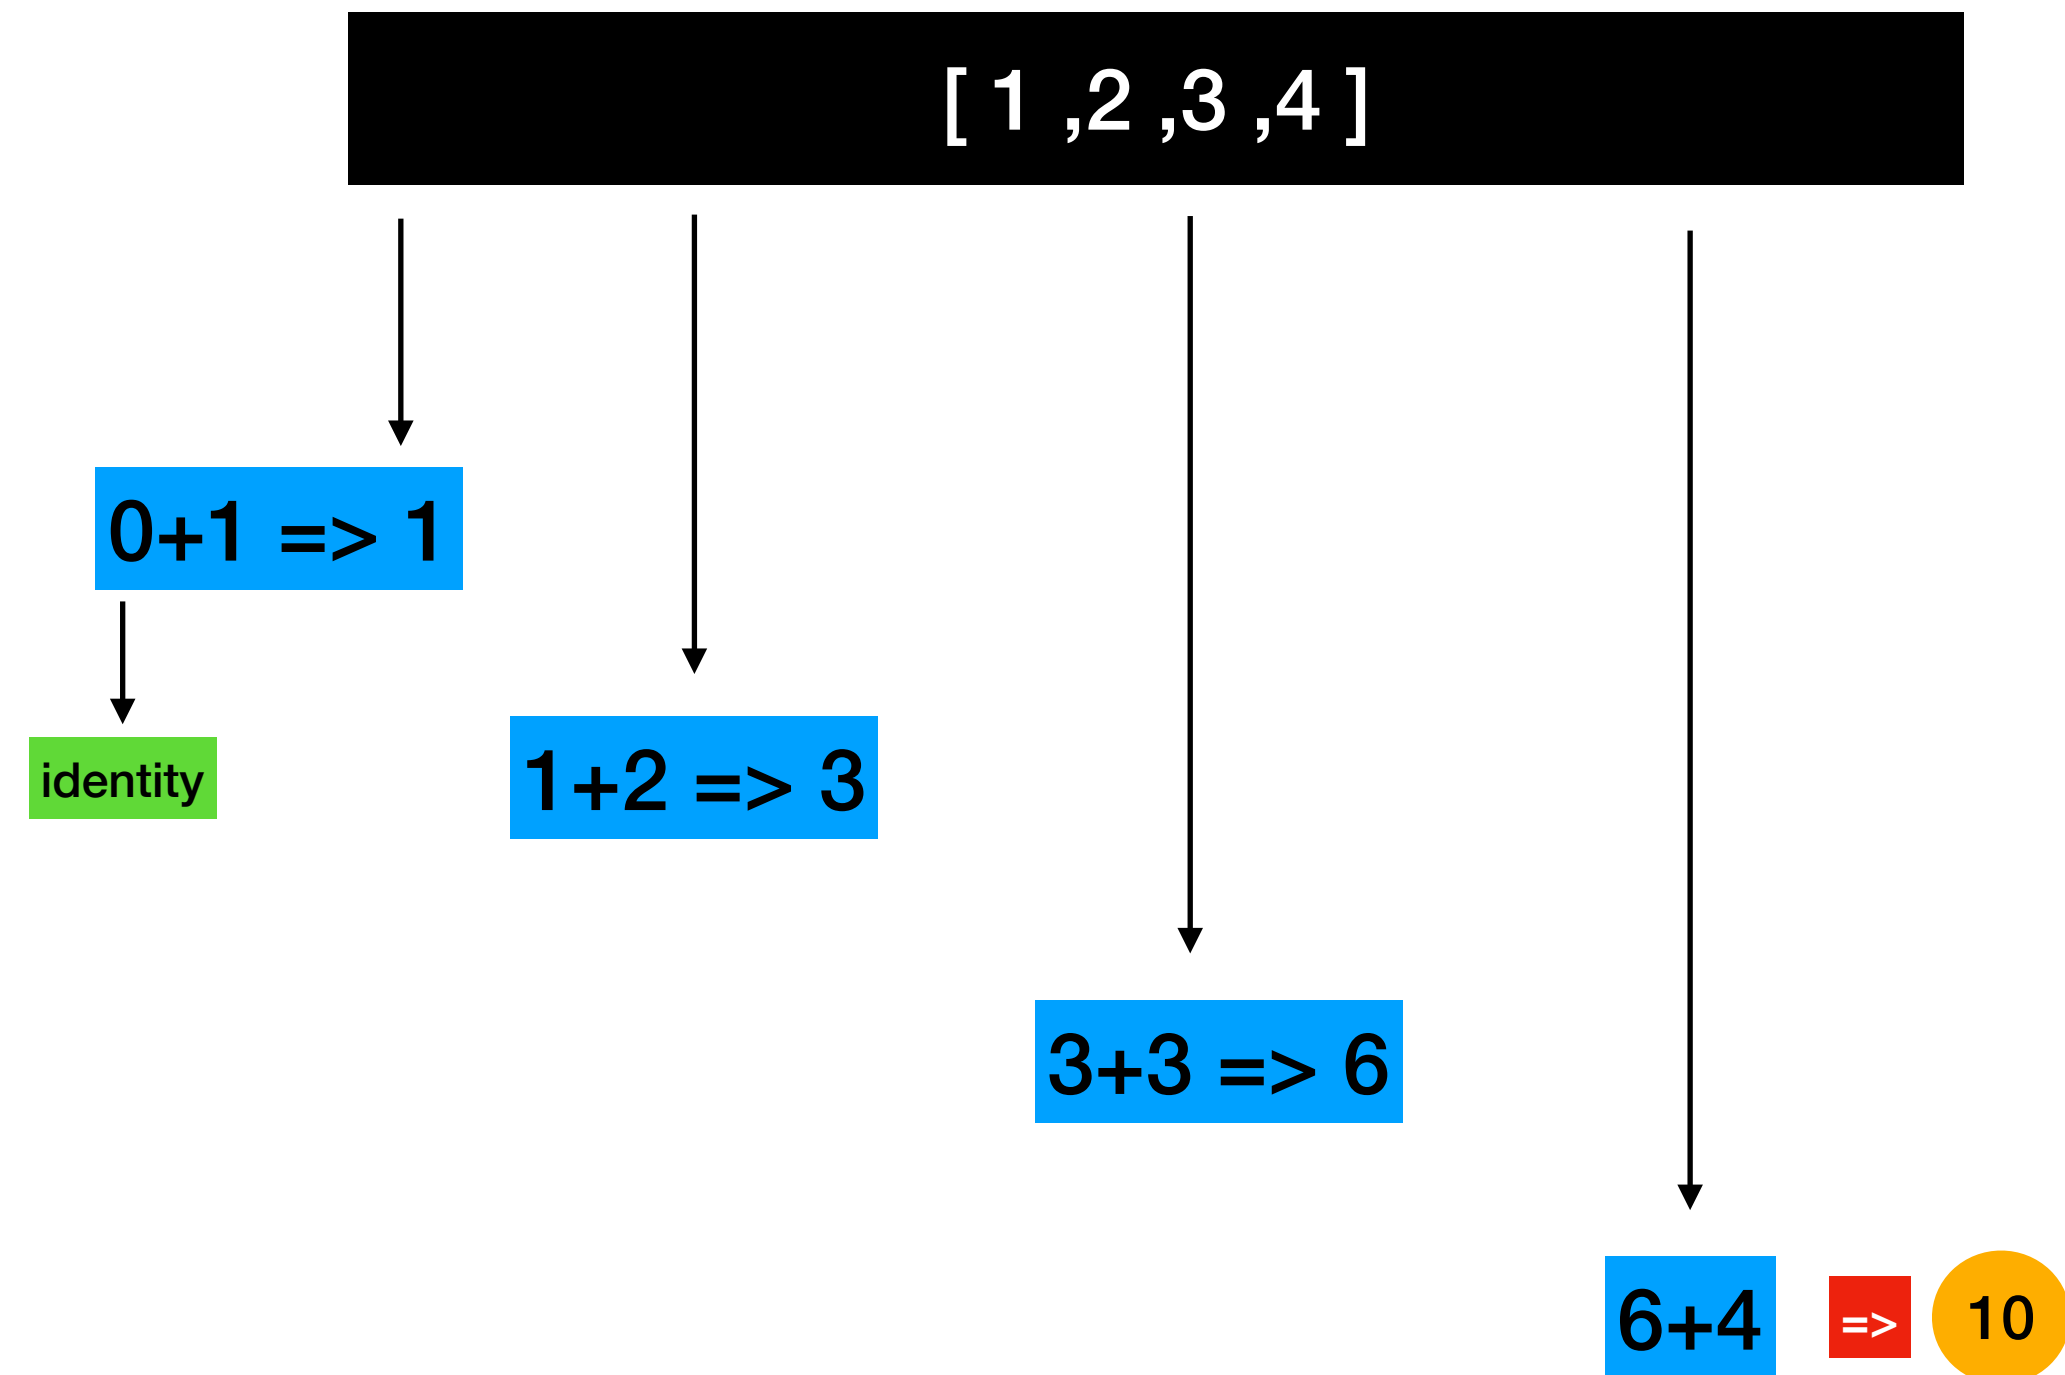 [ 1 ,2 ,3 ,4 ]
0+1 => 1
identity
1+2 => 3
3+3 => 6
6+4 => 10